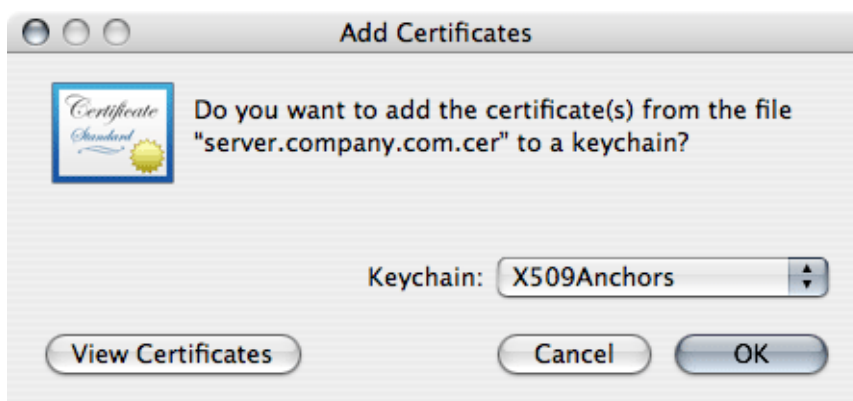 Add Certificates
Certificate
Standard
Do you want to add the certificate(s) from the file
"server.company.com.cer" to a keychain?
Keychain: X509Anchors
View Certificates Cancel OK